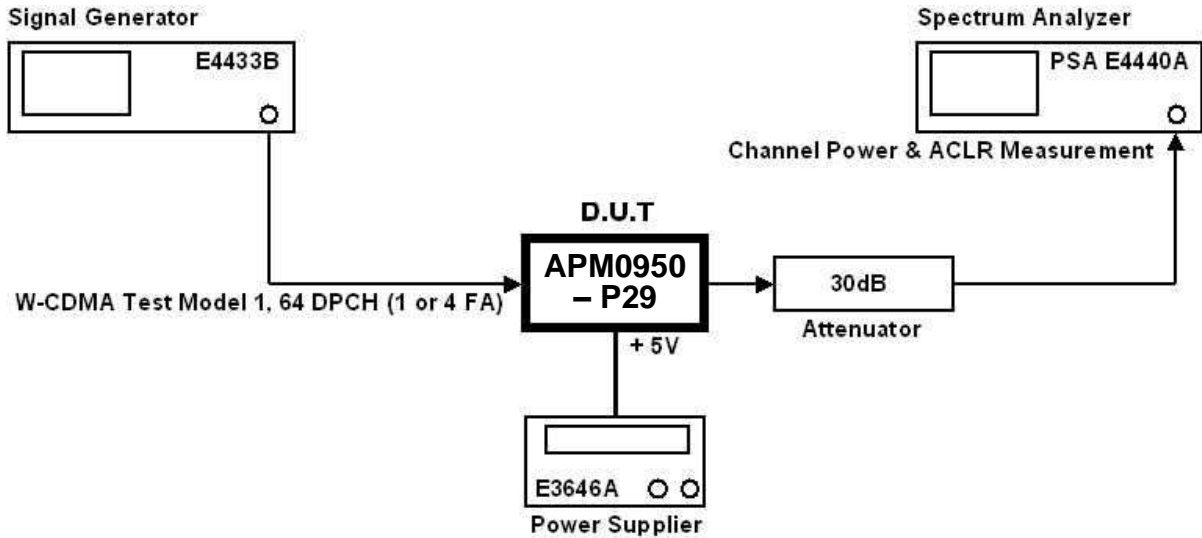 Signal Generator
E4433B
Spectrum Analyzer
PSA E4440A
Channel Power & ACLR Measurement
D.U.T
APM0950
– P29
W-CDMA Test Model 1, 64 DPCH (1 or 4 FA)
30dB
Attenuator
+ 5V
E3646A
Power Supplier